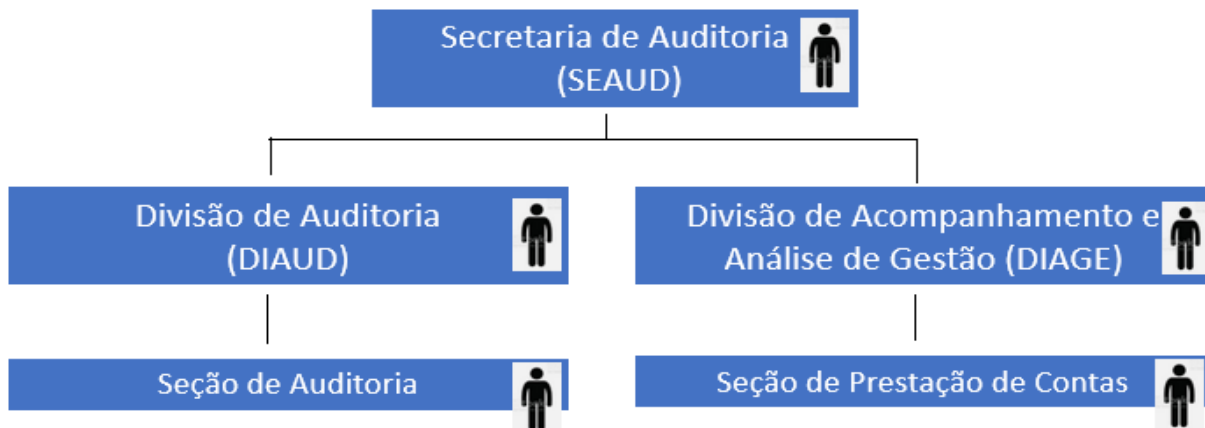 Secretaria de Auditoria
(SEAUD)
Divisão de Auditoria
(DIAUD)
Divisão de Acompanhamento e
Análise de Gestão (DIAGE)
Seção de Auditoria
Seção de Prestação de Contas